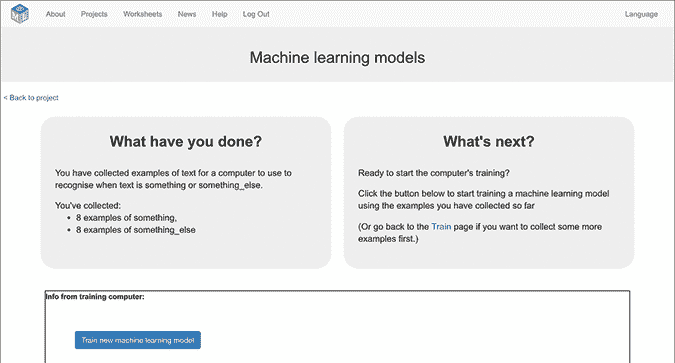 About Projects Worksheets News Help Log Out Language
Machine learning models
< Back to project
What have you done?
You have collected examples of text for a computer to use to
recognise when text is something or something_else.
You've collected:
• 8 examples of something,
• 8 examples of something_else
What's next?
Ready to start the computer's training?
Click the button below to start training a machine learning model
using the examples you have collected so far
(Or go back to the Train page if you want to collect some more
examples first.)
Info from training computer:
Train new machine learning model